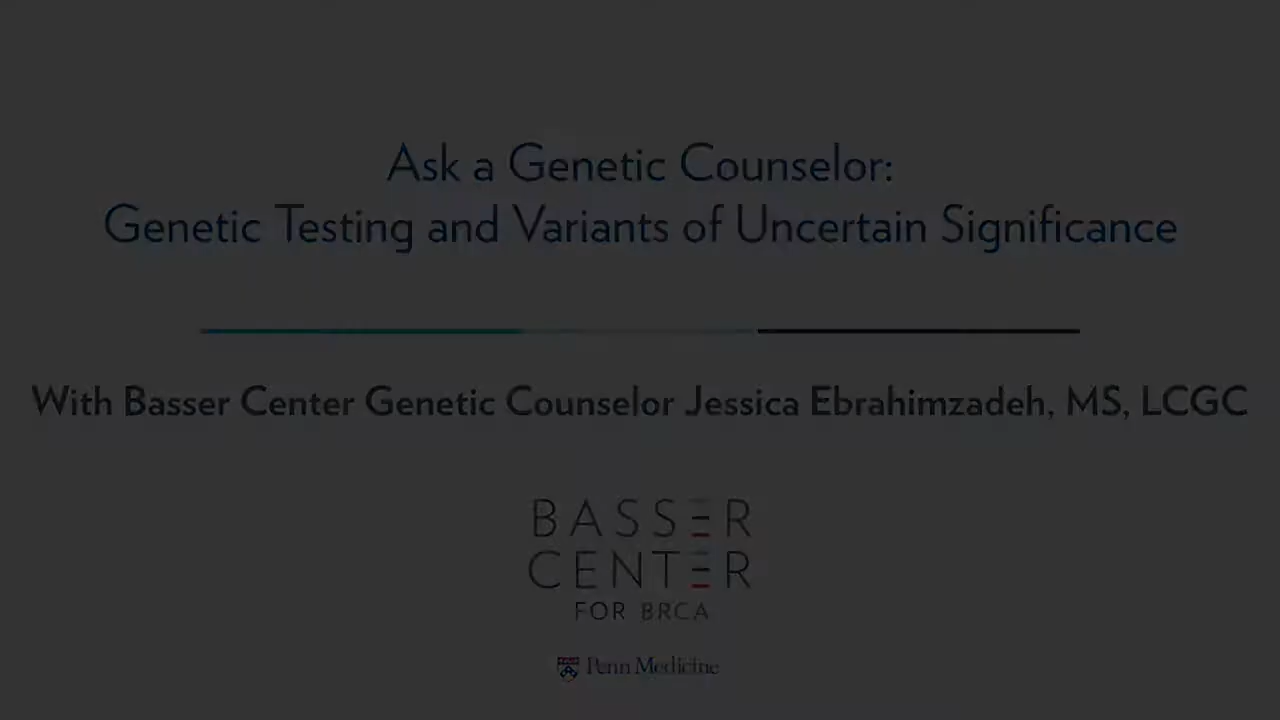 Ask a Genetic Counselor:
Genetic Testing and Variants of Uncertain Significance
With Basser Center Genetic Counselor Jessica Ebrahimzadeh, MS, LCGC
BASSER
CENTER
FOR BRCA
Penn Medicine